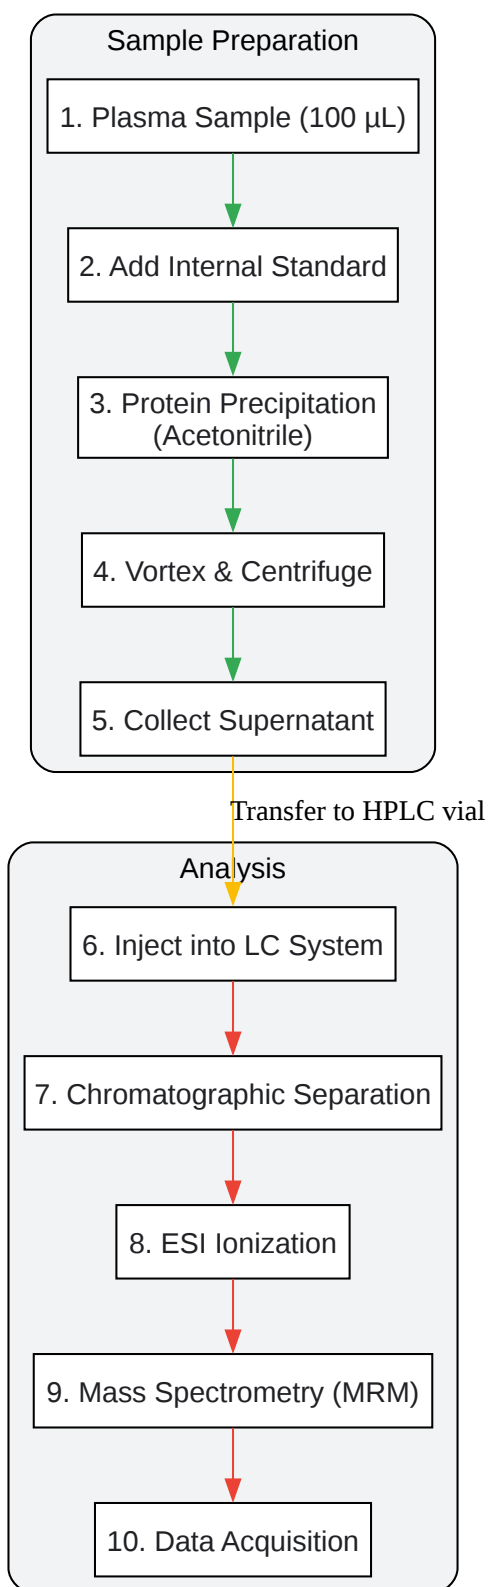 Sample Preparation
1. Plasma Sample (100 µL)
2. Add Internal Standard
3. Protein Precipitation
(Acetonitrile)
4. Vortex & Centrifuge
5. Collect Supernatant
Transfer to HPLC vial
Analysis
6. Inject into LC System
7. Chromatographic Separation
8. ESI Ionization
9. Mass Spectrometry (MRM)
10. Data Acquisition